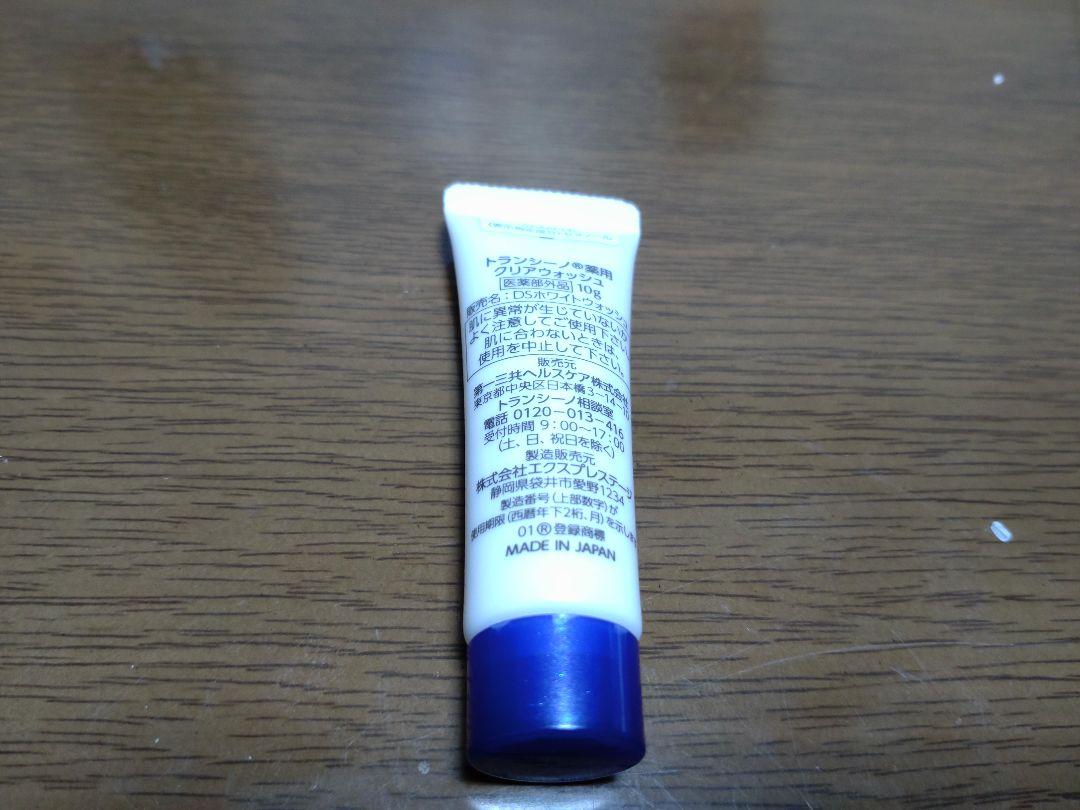 トランシーノ®薬用
クリアウォッシュ
医薬部外品 10g
販売名:DSホワイトウォッシュ
肌に異常が生じていないか
よく注意してご使用下さい。
肌に合わないときは、
使用を中止して下さい。
販売元
第一三共ヘルスケア株式会社
東京都中央区日本橋3-14-10
トランシーノ相談室
電話 0120-013-416
受付時間 9:00~17:00
(土、日、祝日を除く)
製造販売元
株式会社エクスプレステージ
静岡県袋井市愛野1234
製造番号(上部数字)が
使用期限(西暦年下2桁、月)を示します
01 ® 登録商標
MADE IN JAPAN